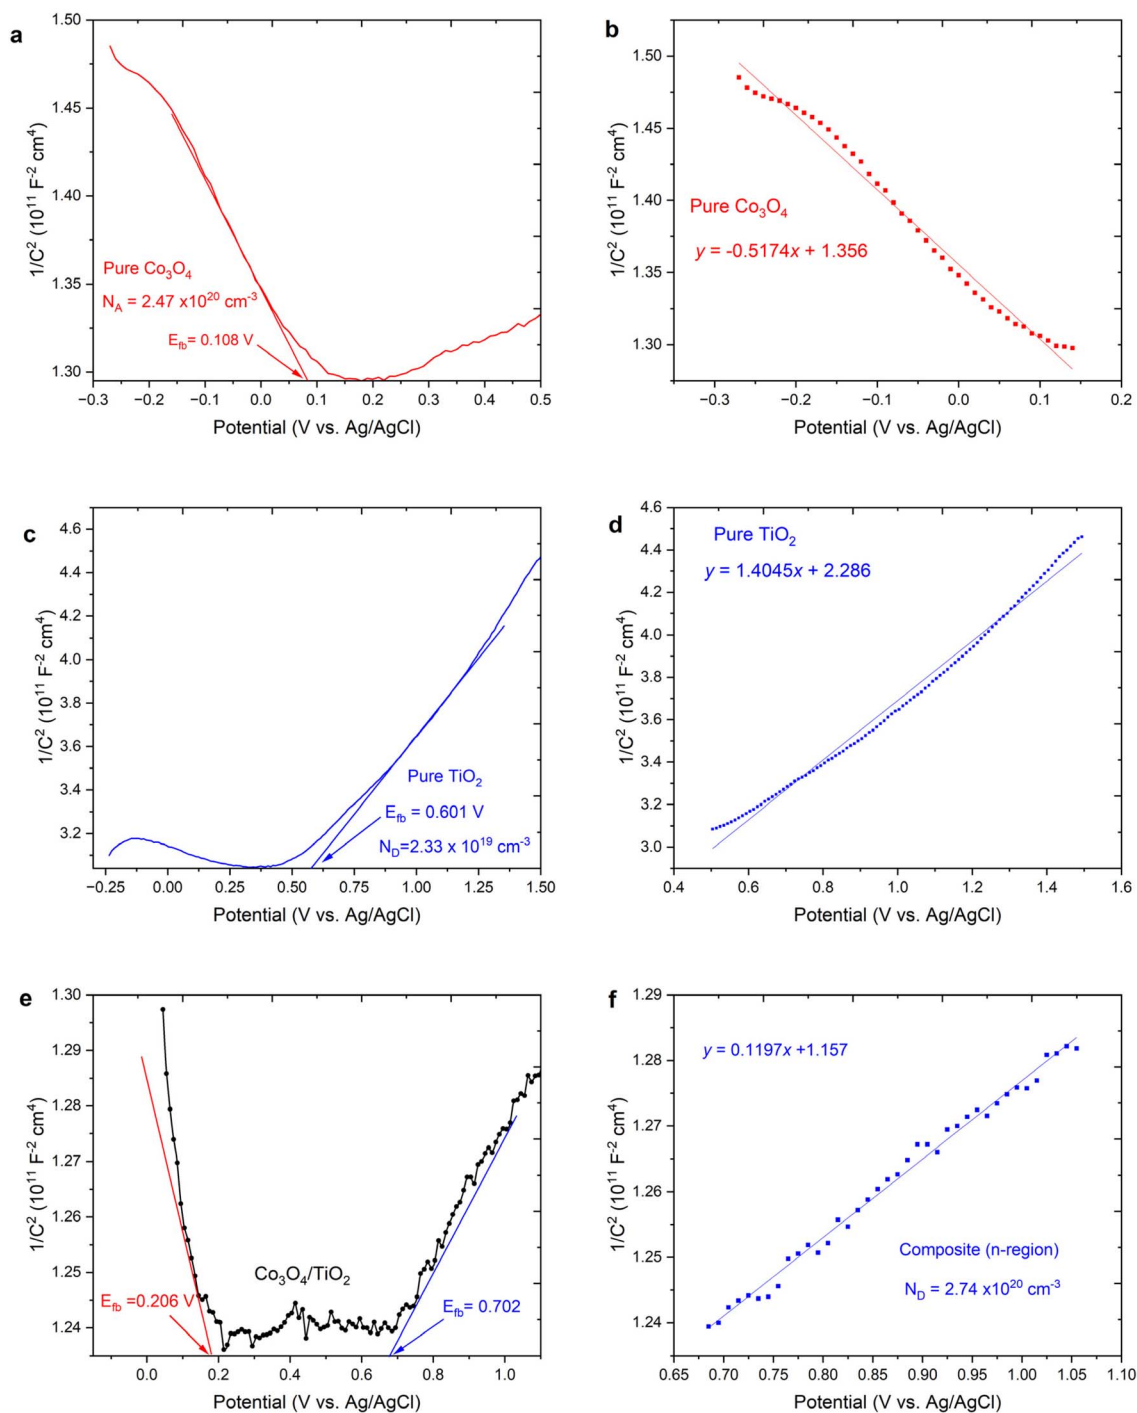 a
1.50
1.45
1.40
1.35
1.30
1/C² (10¹¹ F⁻² cm⁴)
Pure Co₃O₄
N_A = 2.47 x10²⁰ cm⁻³
E_fb= 0.108 V
−0.3 −0.2 −0.1 0.0 0.1 0.2 0.3 0.4 0.5
Potential (V vs. Ag/AgCl)
b
1.50
1.45
1.40
1.35
1.30
1/C² (10¹¹ F⁻² cm⁴)
Pure Co₃O₄
y = -0.5174x + 1.356
−0.3 −0.2 −0.1 0.0 0.1 0.2
Potential (V vs. Ag/AgCl)
c
4.6
4.4
4.2
4.0
3.8
3.6
3.4
3.2
1/C² (10¹¹ F⁻² cm⁴)
Pure TiO₂
E_fb = 0.601 V
N_D=2.33 x 10¹⁹ cm⁻³
−0.25 0.00 0.25 0.50 0.75 1.00 1.25 1.50
Potential (V vs. Ag/AgCl)
d
4.6
4.4
4.2
4.0
3.8
3.6
3.4
3.2
3.0
1/C² (10¹¹ F⁻² cm⁴)
Pure TiO₂
y = 1.4045x + 2.286
0.4 0.6 0.8 1.0 1.2 1.4 1.6
Potential (V vs. Ag/AgCl)
e
1.30
1.29
1.28
1.27
1.26
1.25
1.24
1/C² (10¹¹ F⁻² cm⁴)
Co₃O₄/TiO₂
E_fb =0.206 V
E_fb= 0.702
0.0 0.2 0.4 0.6 0.8 1.0
Potential (V vs. Ag/AgCl)
f
1.29
1.28
1.27
1.26
1.25
1.24
1/C² (10¹¹ F⁻² cm⁴)
y = 0.1197x +1.157
Composite (n-region)
N_D = 2.74 x10²⁰ cm⁻³
0.65 0.70 0.75 0.80 0.85 0.90 0.95 1.00 1.05 1.10
Potential (V vs. Ag/AgCl)